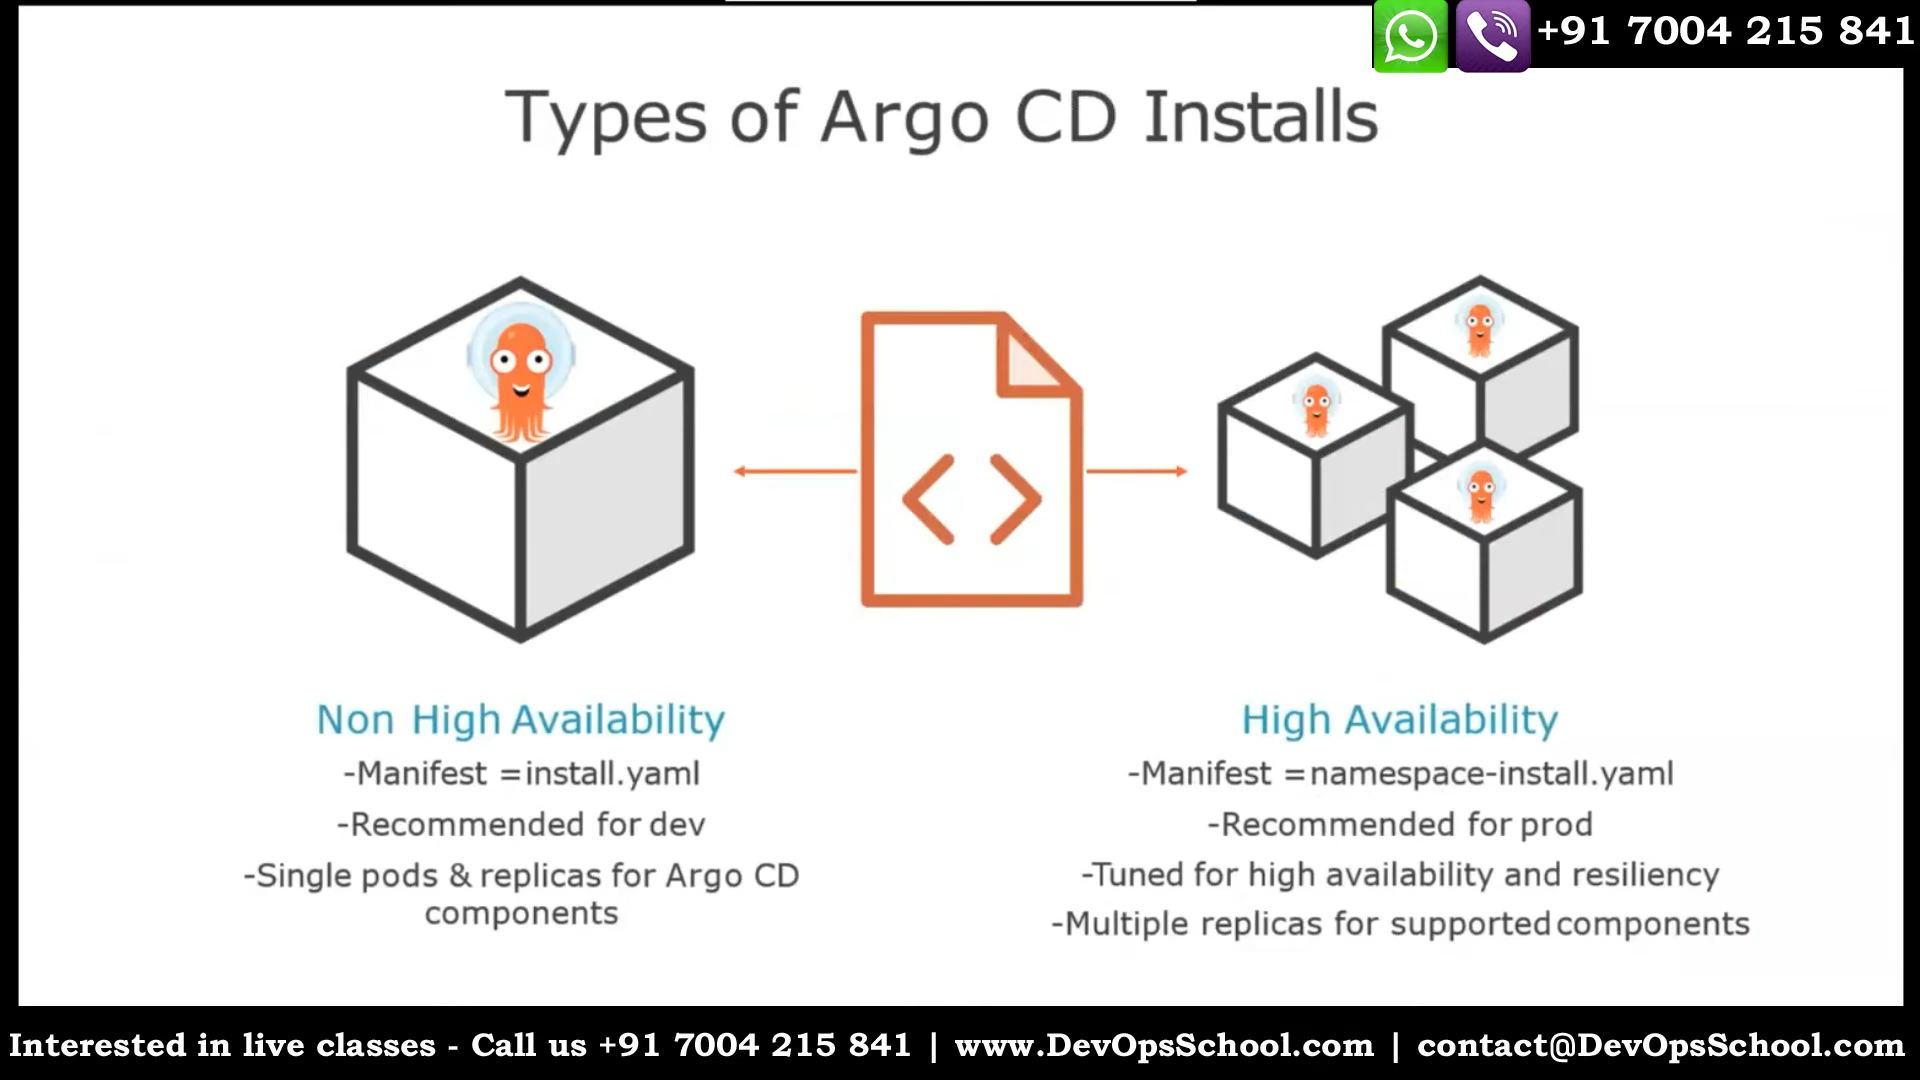 +91 7004 215 841
Types of Argo CD Installs
Non High Availability
-Manifest =install.yaml
-Recommended for dev
-Single pods & replicas for Argo CD
components
High Availability
-Manifest =namespace-install.yaml
-Recommended for prod
-Tuned for high availability and resiliency
-Multiple replicas for supported components
Interested in live classes - Call us +91 7004 215 841 | www.DevOpsSchool.com | contact@DevOpsSchool.com